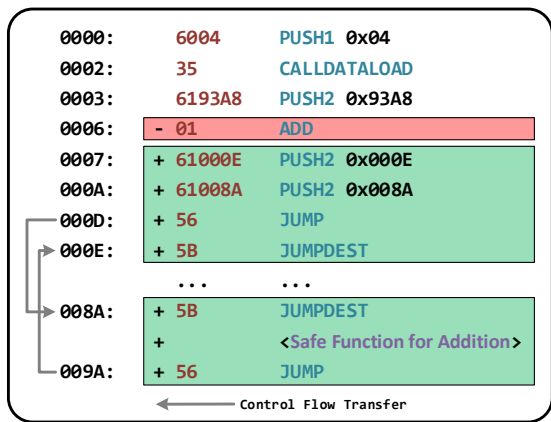 0000: 6004 PUSH1 0x04
0002: 35 CALLDATALOAD
0003: 6193A8 PUSH2 0x93A8
0006: - 01 ADD
0007: + 61000E PUSH2 0x000E
000A: + 61008A PUSH2 0x008A
000D: + 56 JUMP
000E: + 5B JUMPDEST
... ...
008A: + 5B JUMPDEST
+ <Safe Function for Addition>
009A: + 56 JUMP
Control Flow Transfer